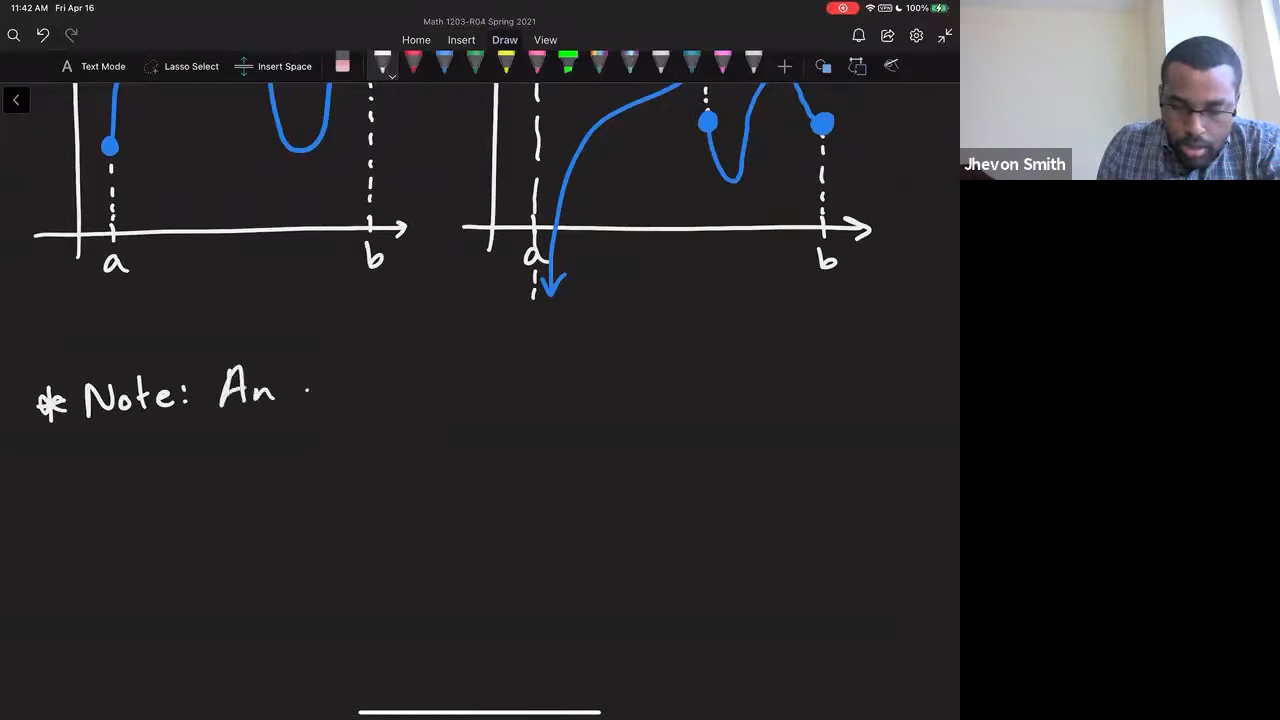 11:42 AM Fri Apr 16
VPN 100%
Math 1203-R04 Spring 2021
Home Insert Draw View
A Text Mode Lasso Select Insert Space
Jhevon Smith
a b a b
* Note: An